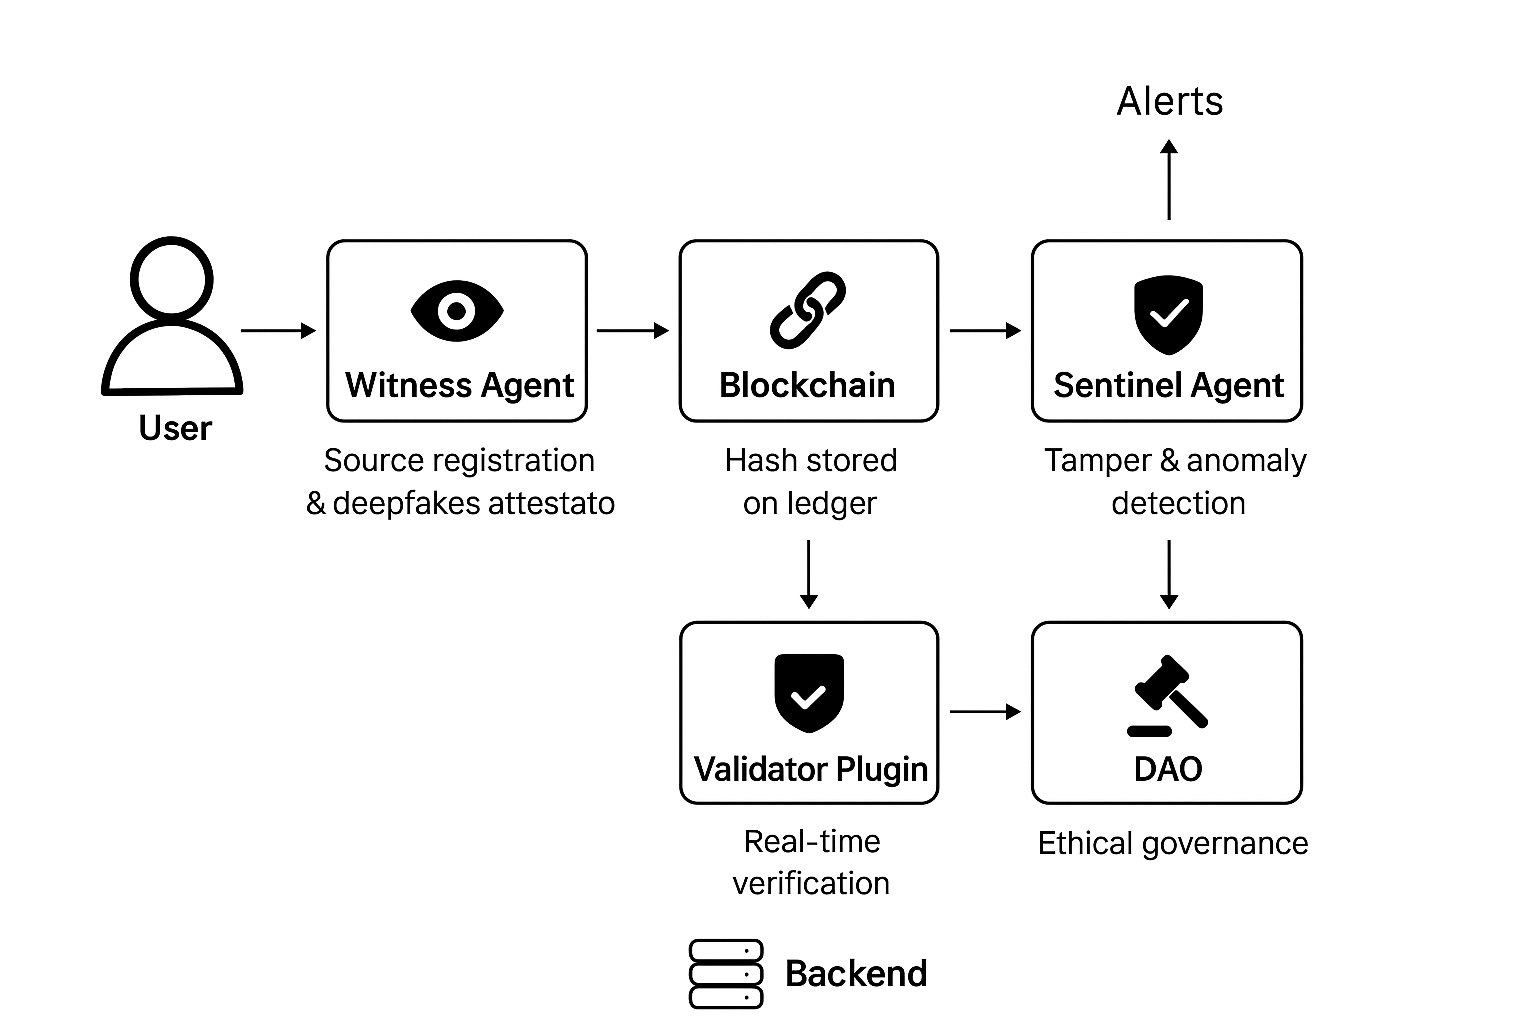 Alerts
User
Witness Agent
Source registration
& deepfakes attestato
Blockchain
Hash stored
on ledger
Sentinel Agent
Tamper & anomaly
detection
Validator Plugin
Real-time
verification
DAO
Ethical governance
Backend